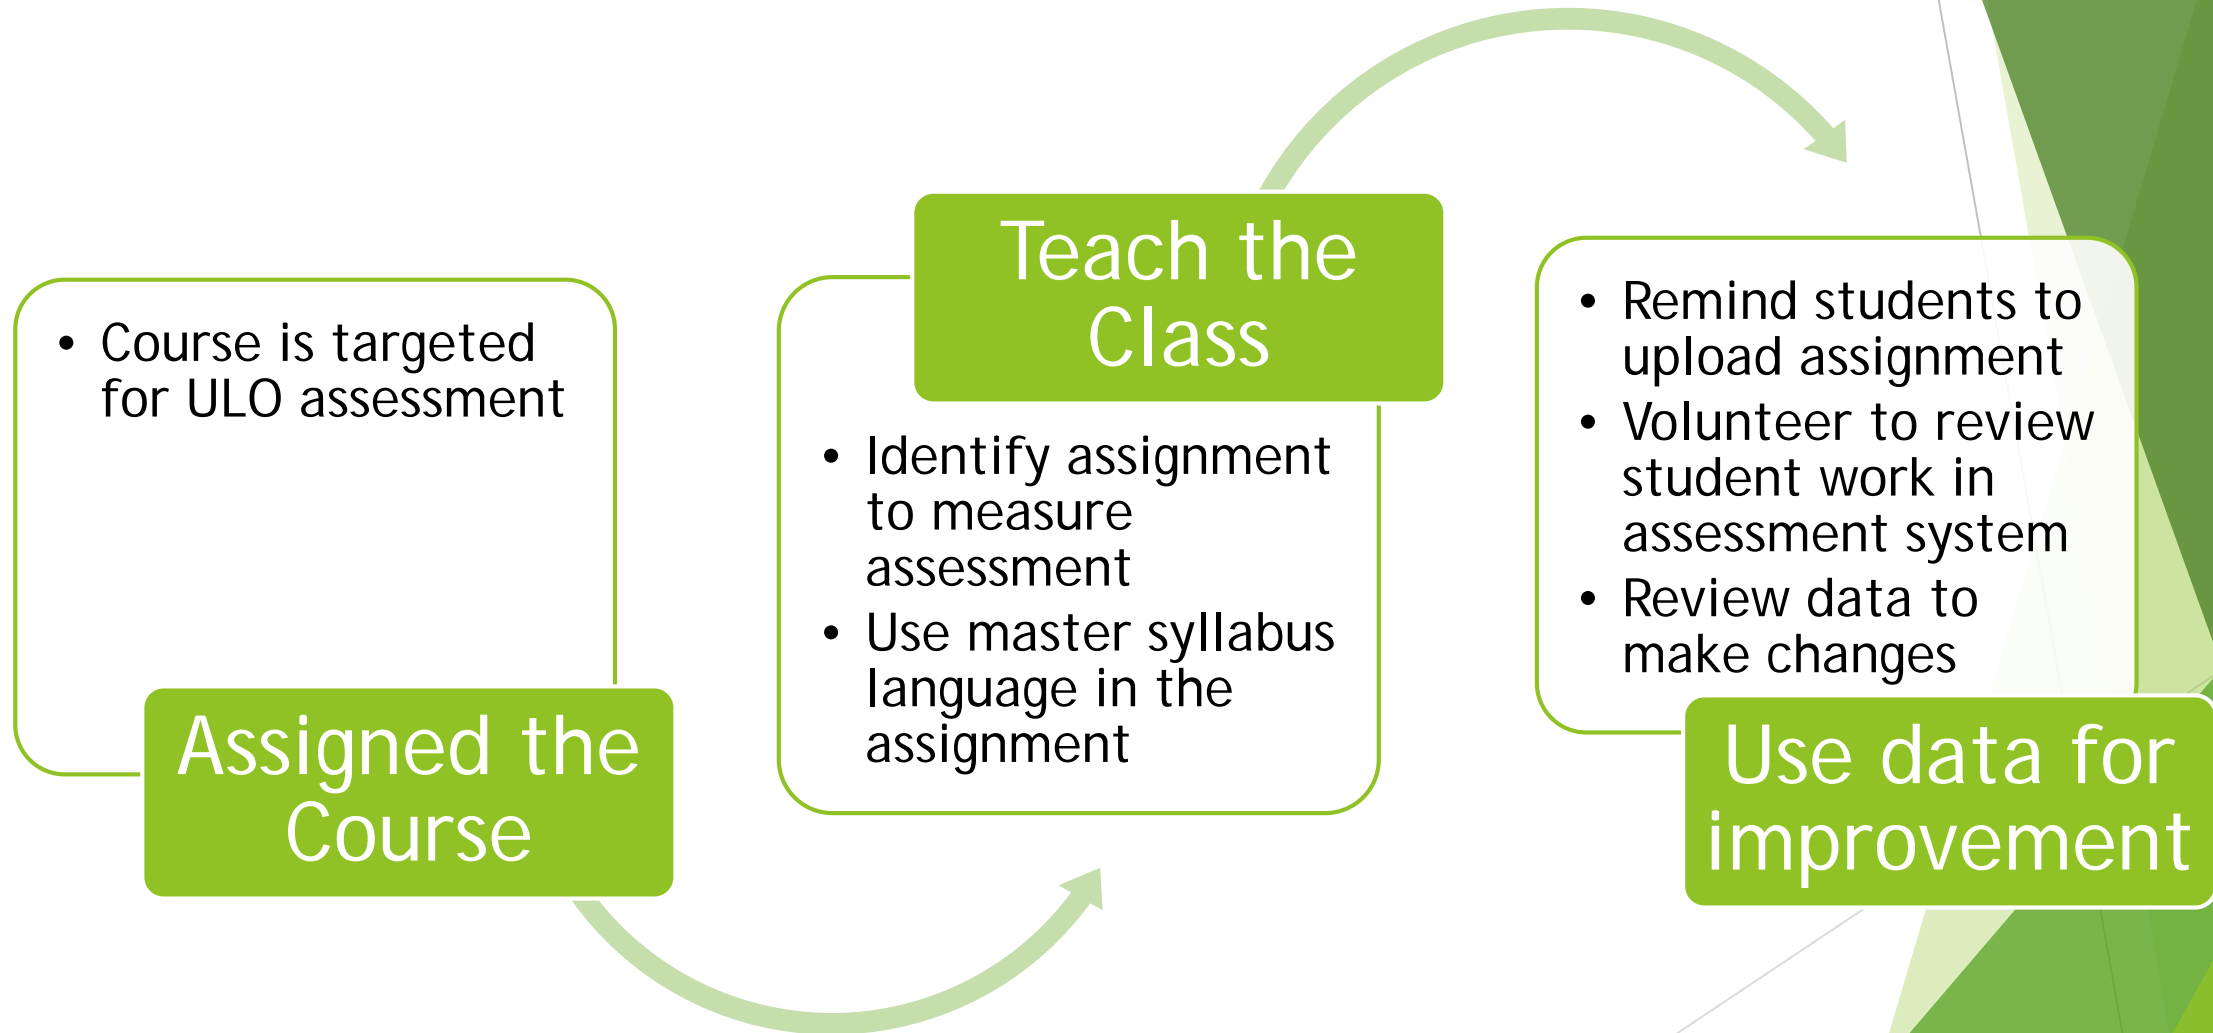 • Course is targeted
for ULO assessment
Assigned the
Course
Teach the
Class
• Identify assignment
to measure
assessment
• Use master syllabus
language in the
assignment
• Remind students to
upload assignment
• Volunteer to review
student work in
assessment system
• Review data to
make changes
Use data for
improvement